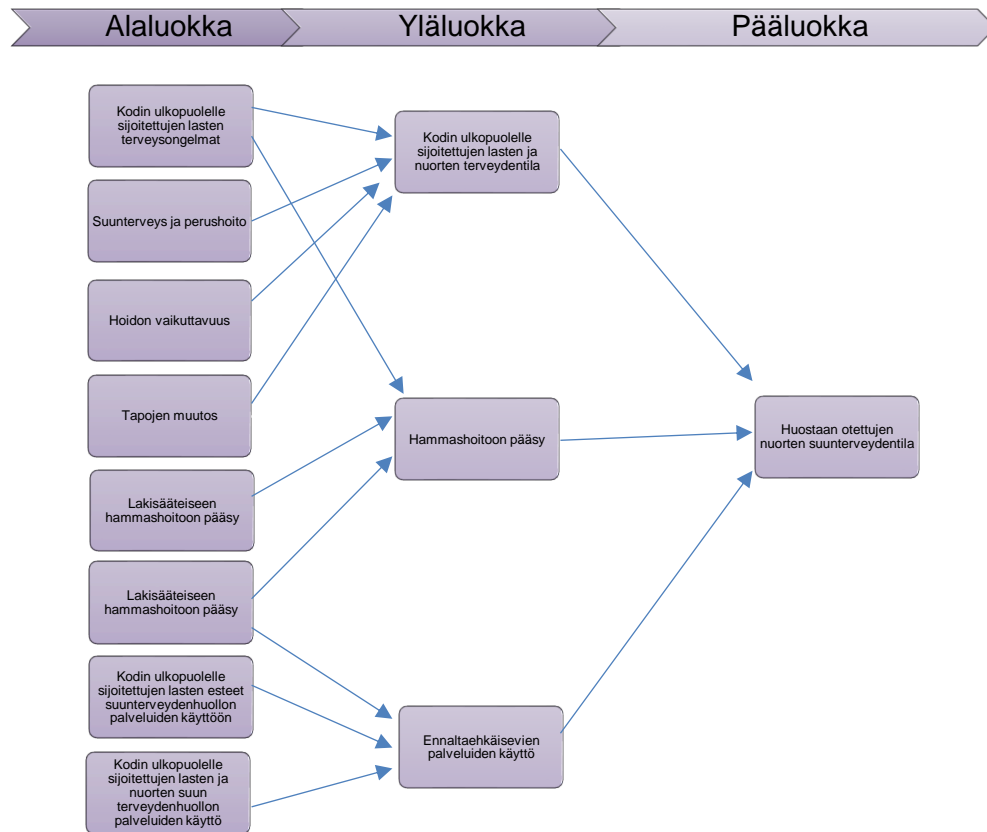 Alaluokka
Yläluokka
Pääluokka
Kodin ulkopuolelle
sijoitettujen lasten
terveysongelmat
Suunterveys ja perushoito
Hoidon vaikuttavuus
Tapojen muutos
Lakisääteiseen
hammashoitoon pääsy
Lakisääteiseen
hammashoitoon pääsy
Kodin ulkopuolelle
sijoitettujen lasten esteet
suunterveydenhuollon
palveluiden käyttöön
Kodin ulkopuolelle
sijoitettujen lasten ja
nuorten suun
terveydenhuollon
palveluiden käyttö
Kodin ulkopuolelle
sijoitettujen lasten ja
nuorten terveydentila
Hammashoitoon pääsy
Ennaltaehkäisevien
palveluiden käyttö
Huostaan otettujen
nuorten suunterveydentila